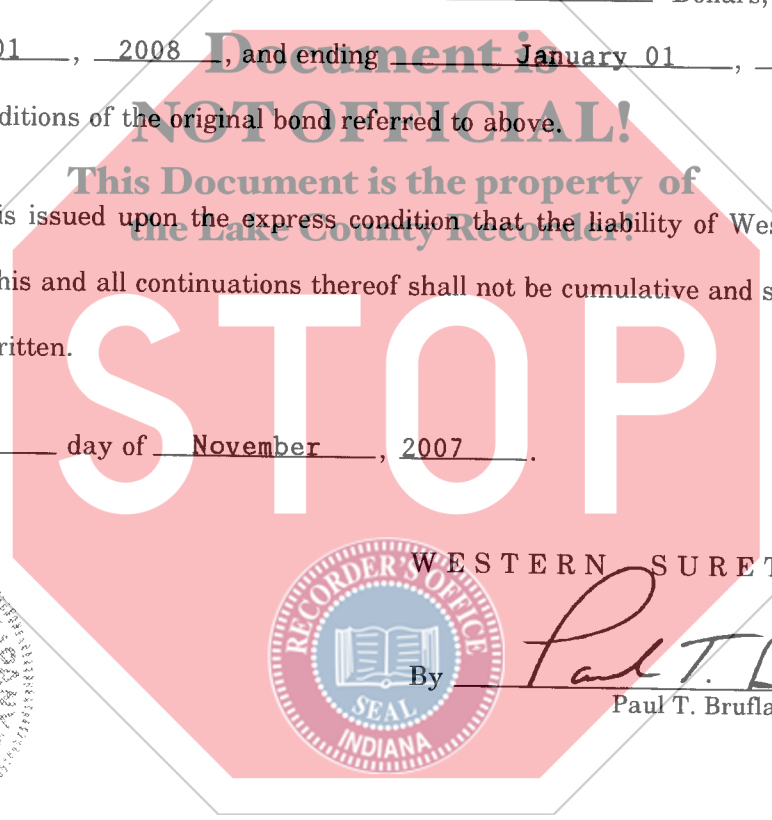 Dollars,
01 , 2008 , and ending January 01 ,
Document is
NOT OFFICIAL!
ditions of the original bond referred to above.
This Document is the property of
the Lake County Recorder!
is issued upon the express condition that the liability of Wes
his and all continuations thereof shall not be cumulative and s
ritten.
STOP
day of November , 2007 .
WESTERN SURET
RECORDER'S OFFICE
SEAL
INDIANA
By Paul T.
Paul T. Brufla